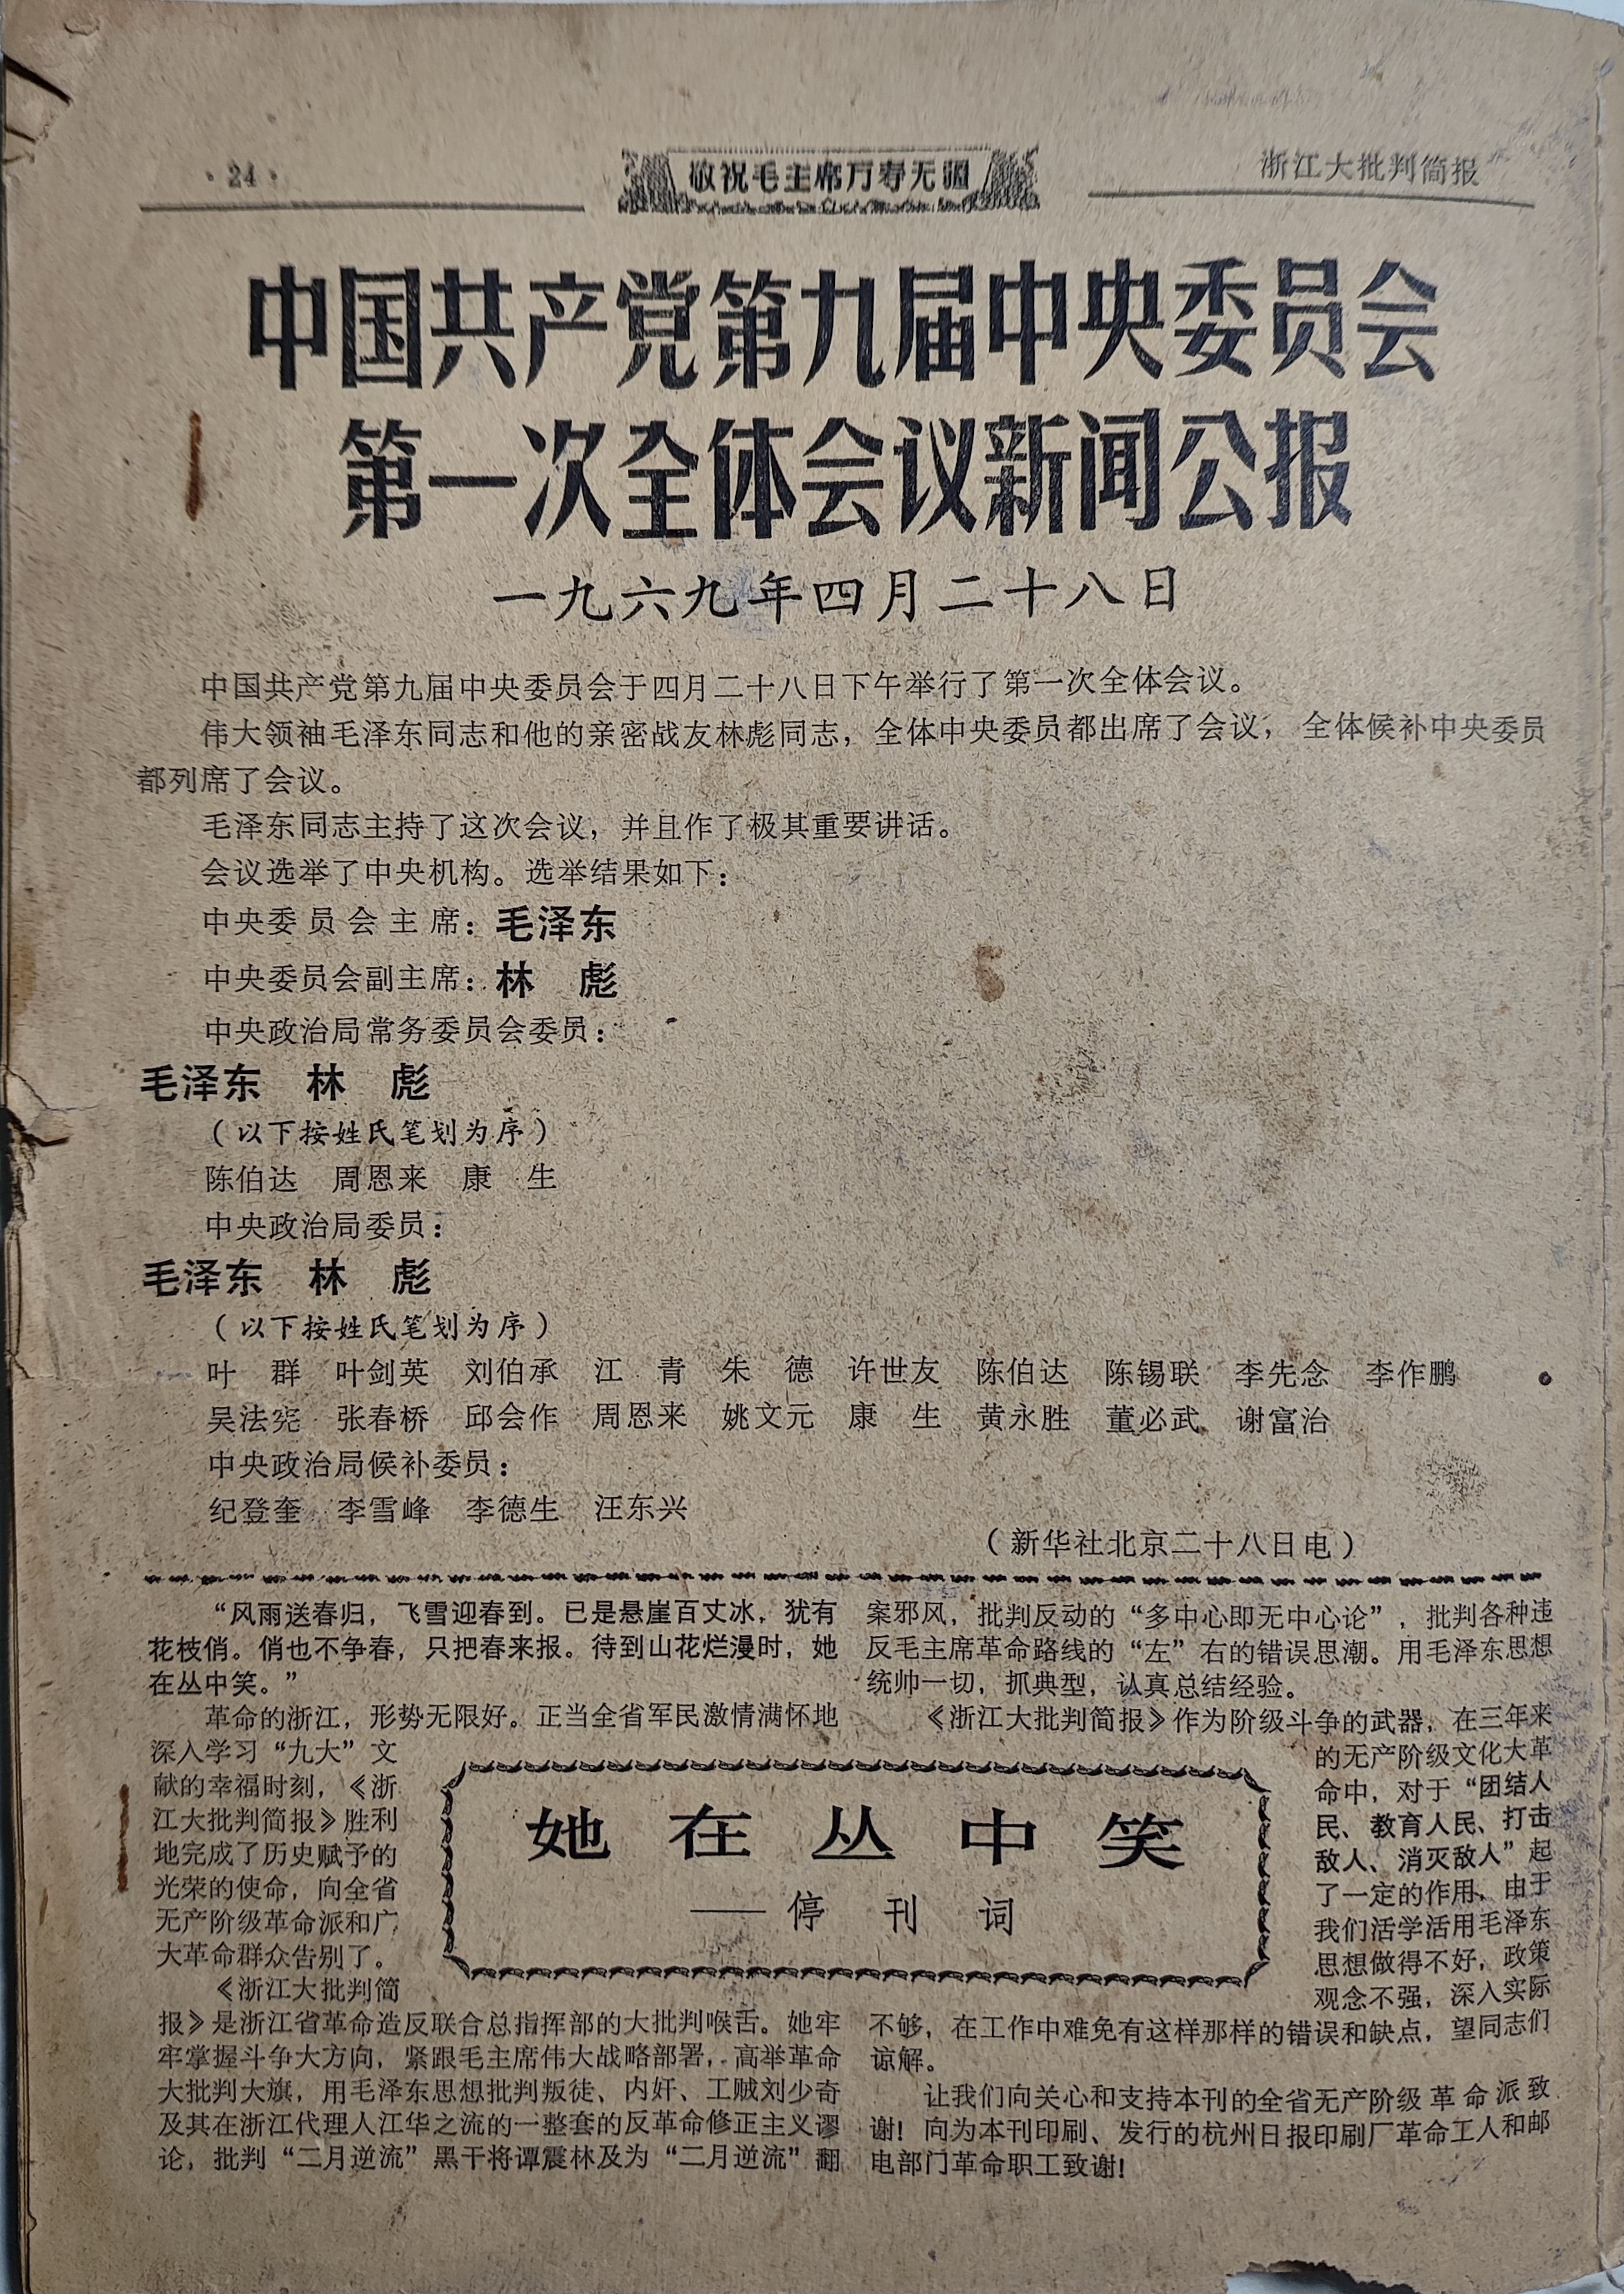 ·24·
敬祝毛主席万寿无疆
浙江大批判简报
中国共产党第九届中央委员会
第一次全体会议新闻公报
一九六九年四月二十八日
中国共产党第九届中央委员会于四月二十八日下午举行了第一次全体会议。
伟大领袖毛泽东同志和他的亲密战友林彪同志，全体中央委员都出席了会议，全体候补中央委员
都列席了会议。
毛泽东同志主持了这次会议，并且作了极其重要讲话。
会议选举了中央机构。选举结果如下：
中央委员会主席：毛泽东
中央委员会副主席：林　彪
中央政治局常务委员会委员：
毛泽东　林　彪
（以下按姓氏笔划为序）
陈伯达　周恩来　康　生
中央政治局委员：
毛泽东　林　彪
（以下按姓氏笔划为序）
叶　群　叶剑英　刘伯承　江　青　朱　德　许世友　陈伯达　陈锡联　李先念　李作鹏
吴法宪　张春桥　邱会作　周恩来　姚文元　康　生　黄永胜　董必武　谢富治
中央政治局候补委员：
纪登奎　李雪峰　李德生　汪东兴
（新华社北京二十八日电）
她在丛中笑
——停刊词
“风雨送春归，飞雪迎春到。已是悬崖百丈冰，犹有
花枝俏。俏也不争春，只把春来报。待到山花烂漫时，她
在丛中笑。”
革命的浙江，形势无限好。正当全省军民激情满怀地
深入学习“九大”文
献的幸福时刻，《浙
江大批判简报》胜利
地完成了历史赋予的
光荣的使命，向全省
无产阶级革命派和广
大革命群众告别了。
《浙江大批判简
报》是浙江省革命造反联合总指挥部的大批判喉舌。她牢
牢掌握斗争大方向，紧跟毛主席伟大战略部署，高举革命
大批判大旗，用毛泽东思想批判叛徒、内奸、工贼刘少奇
及其在浙江代理人江华之流的一整套的反革命修正主义谬
论，批判“二月逆流”黑干将谭震林及为“二月逆流”翻
案邪风，批判反动的“多中心即无中心论”，批判各种违
反毛主席革命路线的“左”右的错误思潮。用毛泽东思想
统帅一切，抓典型，认真总结经验。
《浙江大批判简报》作为阶级斗争的武器，在三年来
的无产阶级文化大革
命中，对于“团结人
民、教育人民、打击
敌人、消灭敌人”起
了一定的作用，由于
我们活学活用毛泽东
思想做得不好，政策
观念不强，深入实际
不够，在工作中难免有这样那样的错误和缺点，望同志们
谅解。
让我们向关心和支持本刊的全省无产阶级革命派致
谢！向为本刊印刷、发行的杭州日报印刷厂革命工人和邮
电部门革命职工致谢！